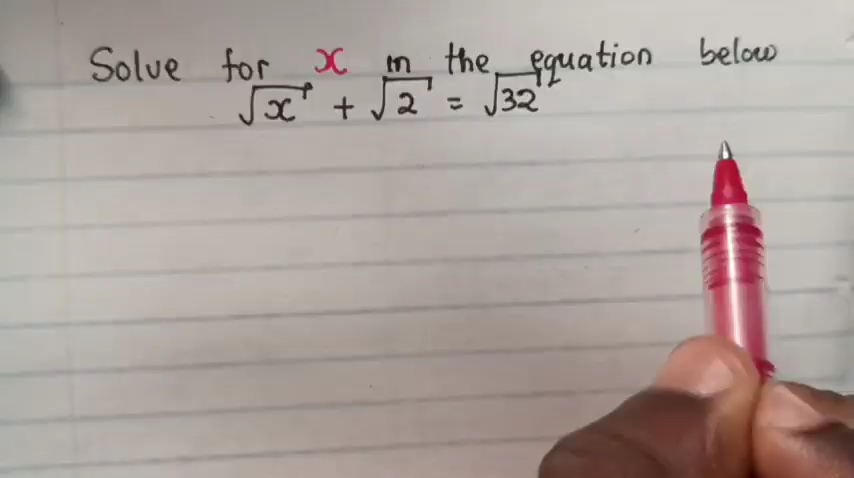 Solve for x in the equation below
√x + √2 = √32